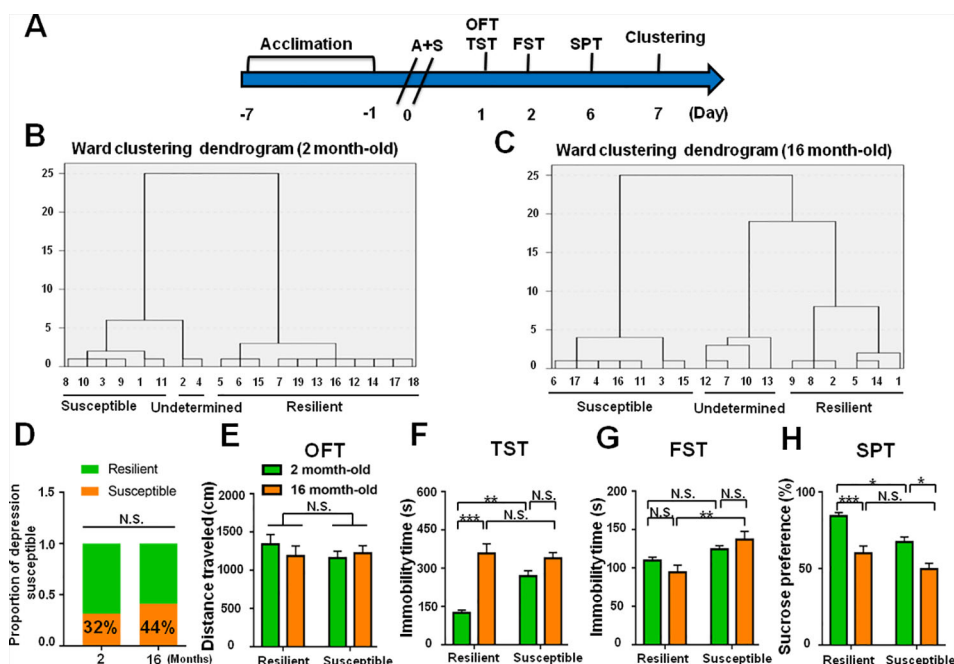 A
Acclimation
A+S
OFT
TST
FST
SPT
Clustering
-7 -1 0 1 2 6 7 (Day)
B
Ward clustering dendrogram (2 month-old)
25
20
15
10
5
0
8 10 3 9 1 11 2 4 5 6 15 7 19 13 16 12 14 17 18
Susceptible Undetermined Resilient
C
Ward clustering dendrogram (16 month-old)
25
20
15
10
5
0
6 17 4 16 11 3 15 12 7 10 13 9 8 2 5 14 1
Susceptible Undetermined Resilient
D
Resilient
Susceptible
Proportion of depression
susceptible
1.5
1.0
0.5
0.0
N.S.
32% 44%
2 16 (Months)
E
OFT
2 momth-old
16 momth-old
Distance traveled (cm)
2000
1600
1200
800
400
0
N.S.
Resilient Susceptible
F
TST
Immobility time (s)
600
450
300
150
0
** N.S.
*** N.S.
Resilient Susceptible
G
FST
Immobility time (s)
200
150
100
50
0
N.S. N.S.
N.S. **
Resilient Susceptible
H
SPT
Sucrose preference (%)
100
50
0
* *
*** N.S.
Resilient Susceptible